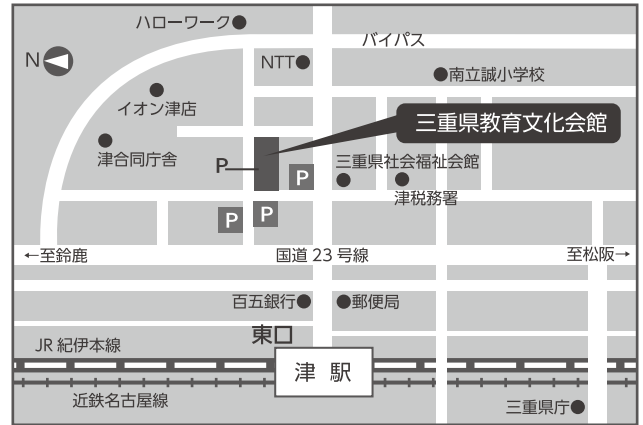 ハローワーク
バイパス
N
NTT
南立誠小学校
イオン津店
三重県教育文化会館
津合同庁舎
P
三重県社会福祉会館
P
津税務署
P
P
←至鈴鹿
国道 23 号線
至松阪→
百五銀行
郵便局
東口
JR 紀伊本線
津 駅
近鉄名古屋線
三重県庁